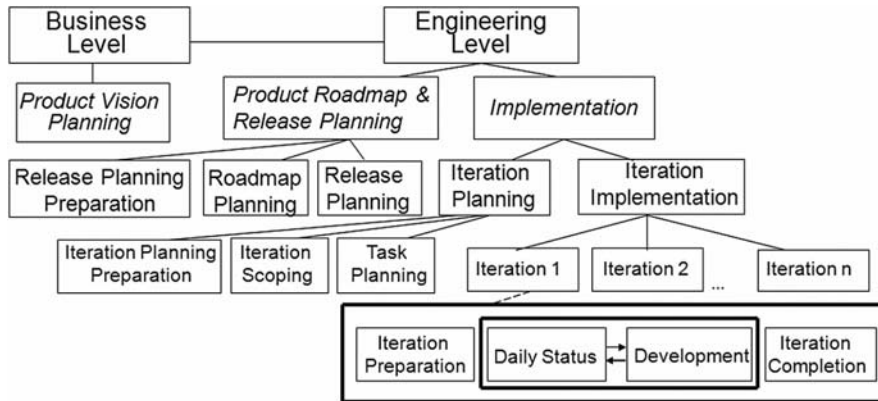 Business
Level
Engineering
Level
Product Vision
Planning
Product Roadmap &
Release Planning
Implementation
Release Planning
Preparation
Roadmap
Planning
Release
Planning
Iteration
Planning
Iteration
Implementation
Iteration Planning
Preparation
Iteration
Scoping
Task
Planning
Iteration 1
Iteration 2
...
Iteration n
Iteration
Preparation
Daily Status
Development
Iteration
Completion